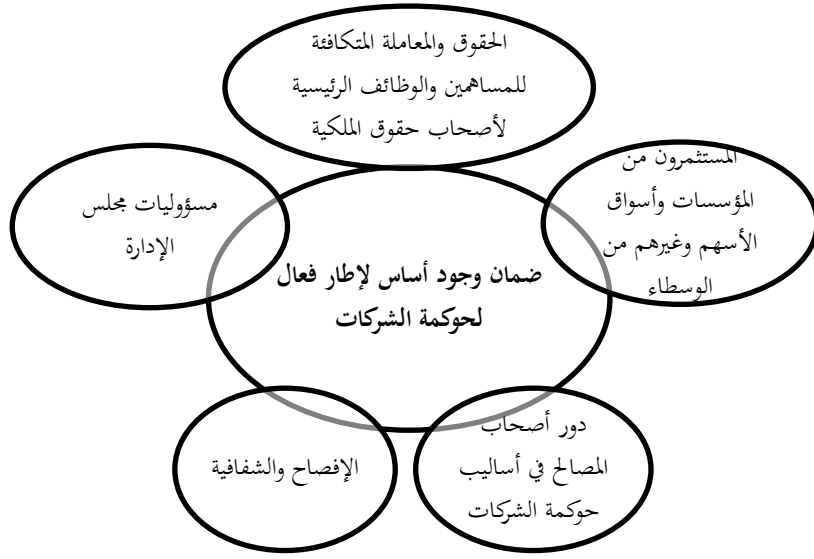 الحقوق والمعاملة المتكافئة
للمساهمين والوظائف الرئيسية
لأصحاب حقوق الملكية
المستثمرون من
المؤسسات وأسواق
الأسهم وغيرهم من
الوسطاء
مسؤوليات مجلس
الإدارة
ضمان وجود أساس لإطار فعال
لحوكمة الشركات
دور أصحاب
المصالح في أساليب
حوكمة الشركات
الإفصاح والشفافية